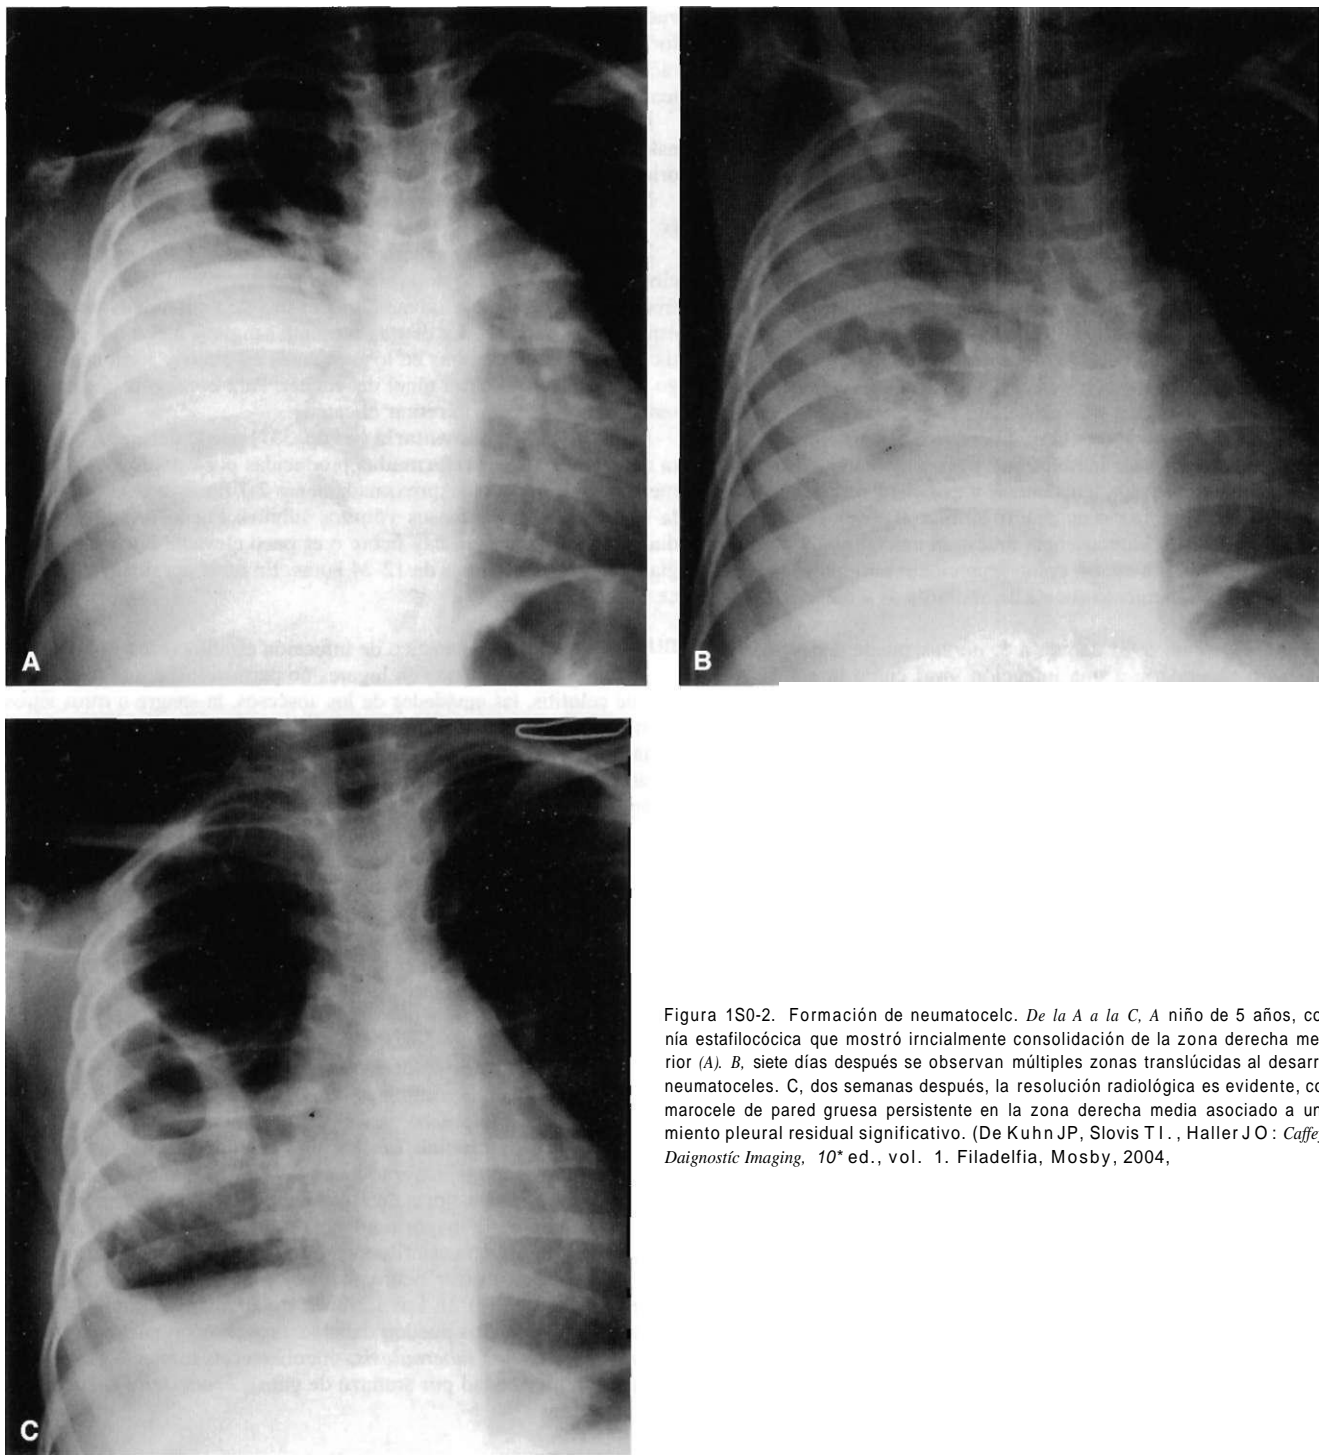 A
B
C
Figura 1S0-2. Formación de neumatocelc. De la A a la C, A niño de 5 años, co
nía estafilocócica que mostró irncialmente consolidación de la zona derecha me
rior (A). B, siete días después se observan múltiples zonas translúcidas al desarr
neumatoceles. C, dos semanas después, la resolución radiológica es evidente, co
marocele de pared gruesa persistente en la zona derecha media asociado a un
miento pleural residual significativo. (De Kuhn JP, Slovis T l . , Haller J O : Caffey
Daignostíc Imaging, 10* ed., vol. 1. Filadelfia, Mosby, 2004,